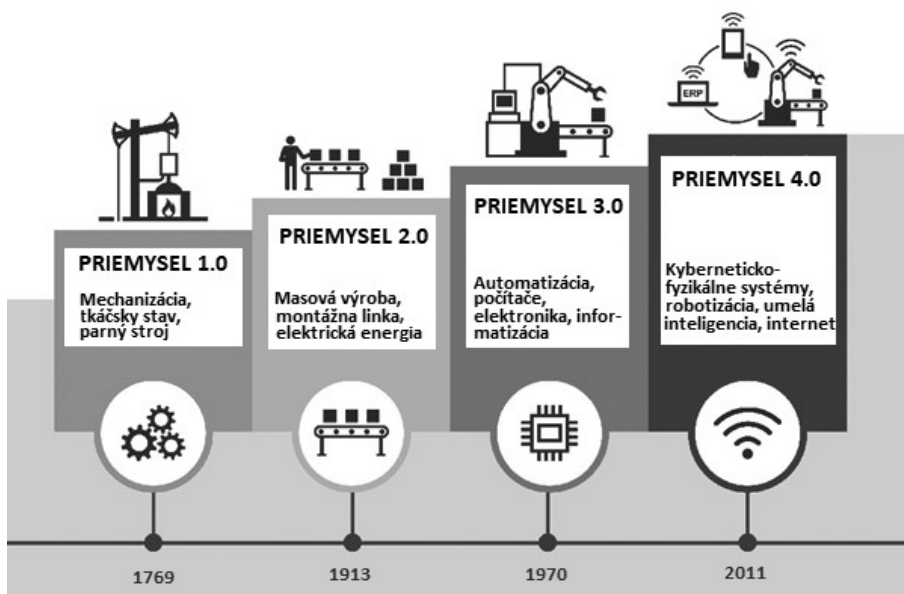 ERP
PRIEMYSEL 1.0
Mechanizácia,
tkáčsky stav,
parný stroj
PRIEMYSEL 2.0
Masová výroba,
montážna linka,
elektrická energia
PRIEMYSEL 3.0
Automatizácia,
počítače,
elektronika, infor-
matizácia
PRIEMYSEL 4.0
Kyberneticko-
fyzikálne systémy,
robotizácia, umelá
inteligencia, internet
1769
1913
1970
2011